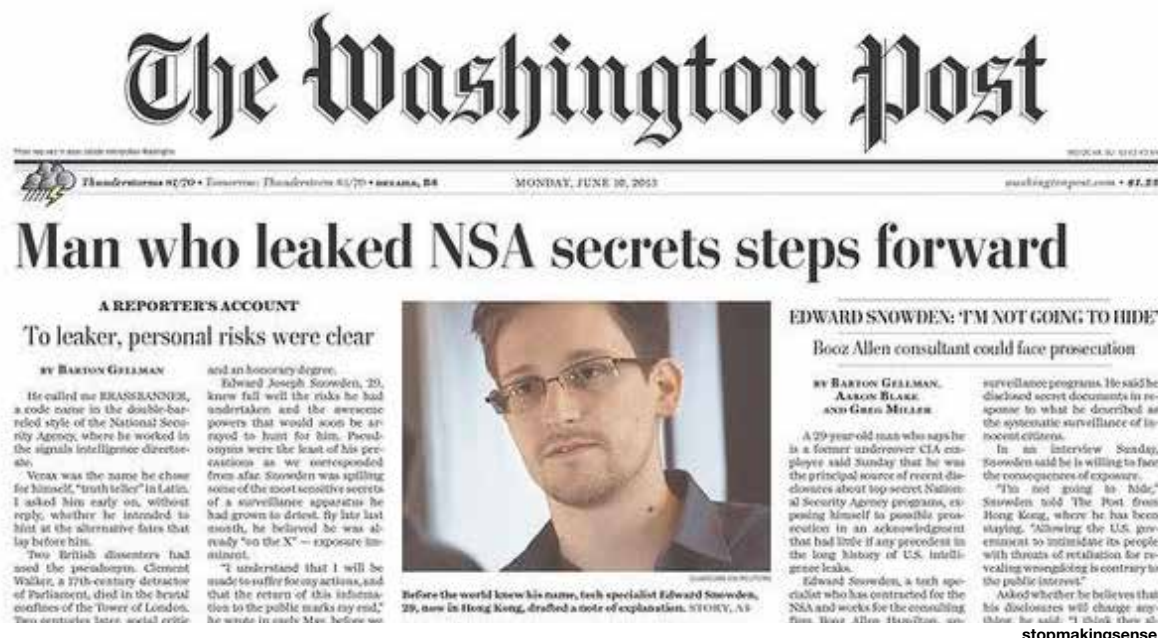 The Washington Post
Thunderstorms 87/70 • Tomorrow: Thunderstorm 85/70 • DETAILS, B8
MONDAY, JUNE 10, 2013
washingtonpost.com •
Man who leaked NSA secrets steps forward
A REPORTER'S ACCOUNT
To leaker, personal risks were clear
BY BARTON GELLMAN
He called me BRASSBANNER,
a code name in the double-bar-
reled style of the National Secu-
rity Agency, where he worked in
the signals intelligence director-
ate.
Verax was the name he chose
for himself, "truth teller" in Latin.
I asked him early on, without
reply, whether he intended to
hint at the alternative fates that
lay before him.
Two British dissenters had
used the pseudonym. Clement
Walker, a 17th-century detractor
of Parliament, died in the brutal
confines of the Tower of London.
Two centuries later, social critic
and an honorary degree.
Edward Joseph Snowden, 29,
knew full well the risks he had
undertaken and the awesome
powers that would soon be ar-
rayed to hunt for him. Pseud-
onyms were the least of his pre-
cautions as we corresponded
from afar. Snowden was spilling
some of the most sensitive secrets
of a surveillance apparatus he
had grown to detest. By late last
month, he believed he was al-
ready "on the X" — exposure im-
minent.
"I understand that I will be
made to suffer for my actions, and
that the return of this informa-
tion to the public marks my end,"
he wrote in early May, before we
Before the world knew his name, tech specialist Edward Snowden,
29, now in Hong Kong, drafted a note of explanation. STORY, A8
EDWARD SNOWDEN: 'I'M NOT GOING TO HIDE'
Booz Allen consultant could face prosecution
BY BARTON GELLMAN,
AARON BLAKE
AND GREG MILLER
A 29-year-old man who says he
is a former undercover CIA em-
ployee said Sunday that he was
the principal source of recent dis-
closures about top-secret Nation-
al Security Agency programs, ex-
posing himself to possible pros-
ecution in an acknowledgment
that had little if any precedent in
the long history of U.S. intelli-
gence leaks.
Edward Snowden, a tech spe-
cialist who has contracted for the
NSA and works for the consulting
firm Booz Allen Hamilton, un-
surveillance programs. He said he
disclosed secret documents in re-
sponse to what he described as
the systematic surveillance of in-
nocent citizens.
In an interview Sunday,
Snowden said he is willing to face
the consequences of exposure.
"I'm not going to hide,"
Snowden told The Post from
Hong Kong, where he has been
staying. "Allowing the U.S. gov-
ernment to intimidate its people
with threats of retaliation for re-
vealing wrongdoing is contrary to
the public interest."
Asked whether he believes that
his disclosures will change any-
thing, he said: "I think they al-
stopmakingsense